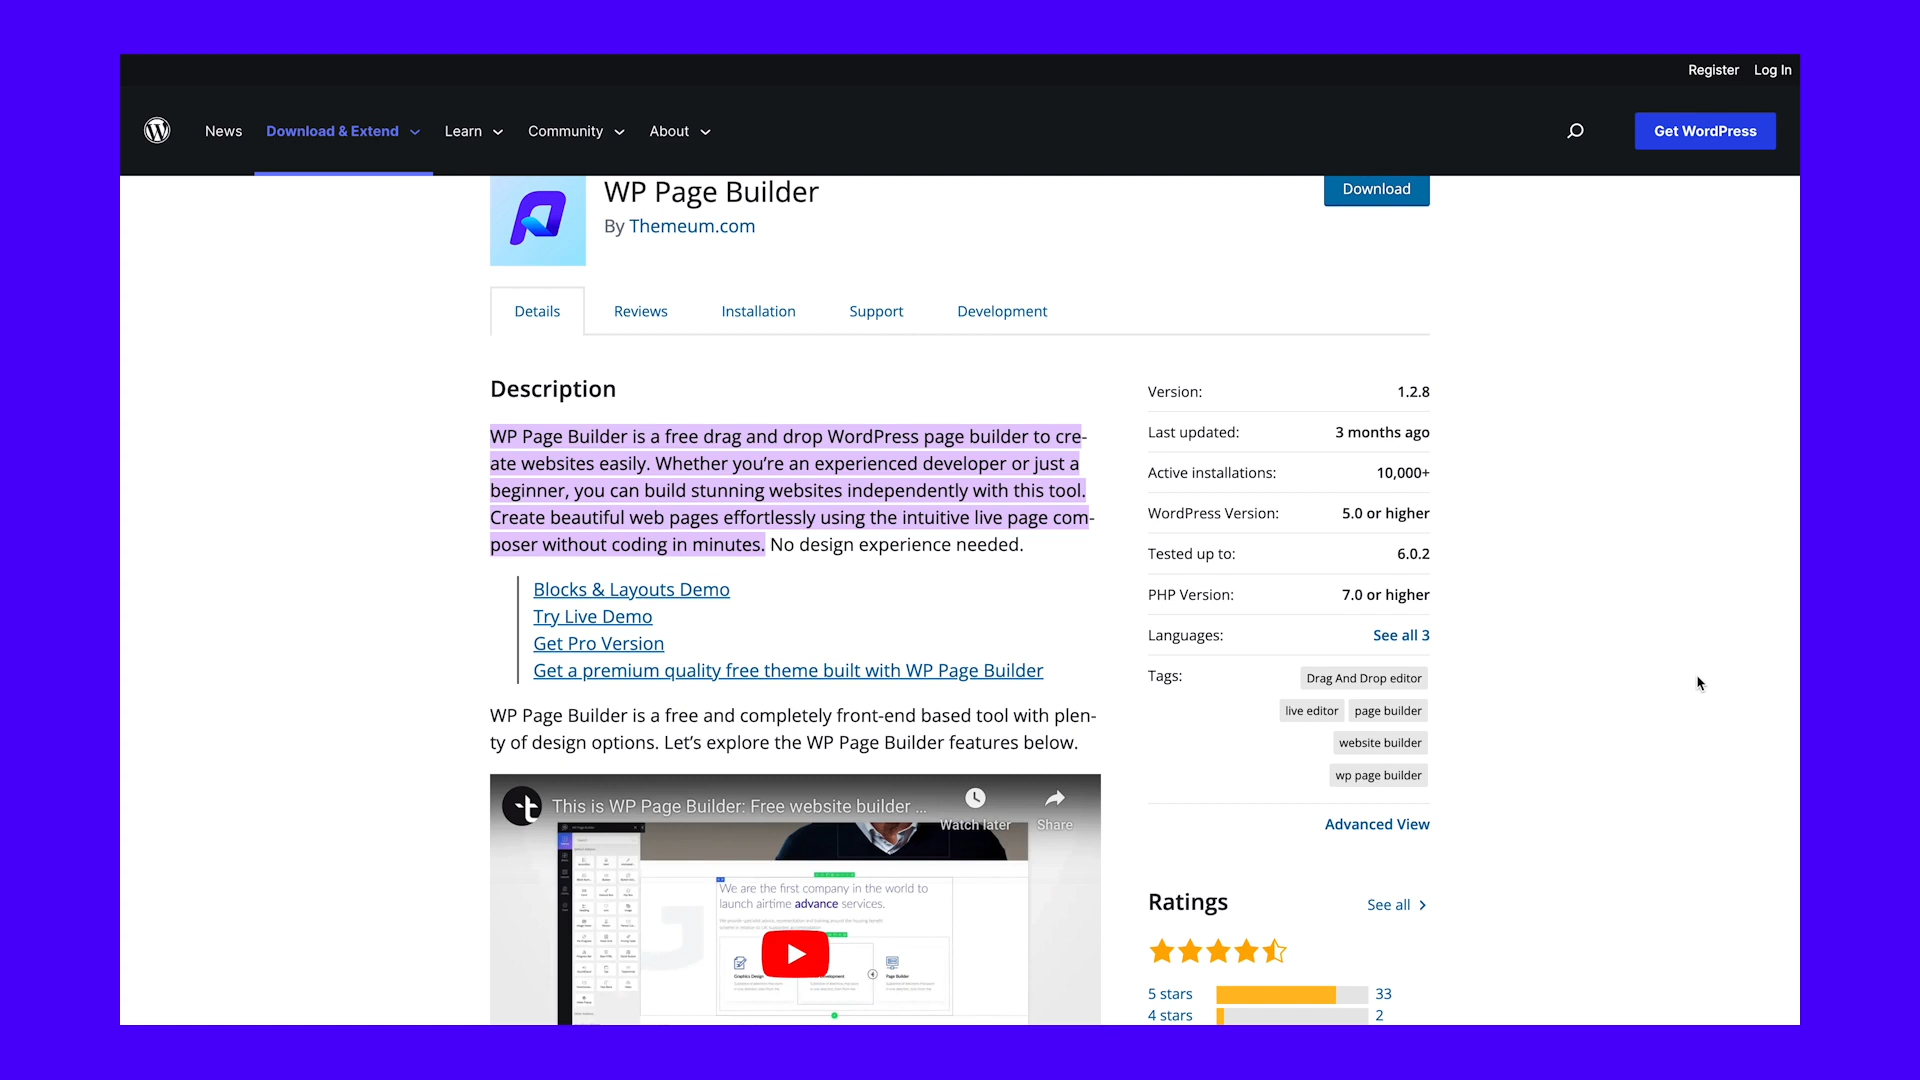 Register Log In
News Download & Extend Learn Community About Get WordPress
WP Page Builder
By Themeum.com
Download
Details Reviews Installation Support Development
Description
WP Page Builder is a free drag and drop WordPress page builder to cre-
ate websites easily. Whether you're an experienced developer or just a
beginner, you can build stunning websites independently with this tool.
Create beautiful web pages effortlessly using the intuitive live page com-
poser without coding in minutes. No design experience needed.
Blocks & Layouts Demo
Try Live Demo
Get Pro Version
Get a premium quality free theme built with WP Page Builder
WP Page Builder is a free and completely front-end based tool with plen-
ty of design options. Let's explore the WP Page Builder features below.
This is WP Page Builder: Free website builder ...
Watch later Share
We are the first company in the world to
launch airtime advance services.
Graphics Design
Page Builder
Version: 1.2.8
Last updated: 3 months ago
Active installations: 10,000+
WordPress Version: 5.0 or higher
Tested up to: 6.0.2
PHP Version: 7.0 or higher
Languages: See all 3
Tags: Drag And Drop editor
live editor page builder
website builder
wp page builder
Advanced View
Ratings See all
5 stars 33
4 stars 2